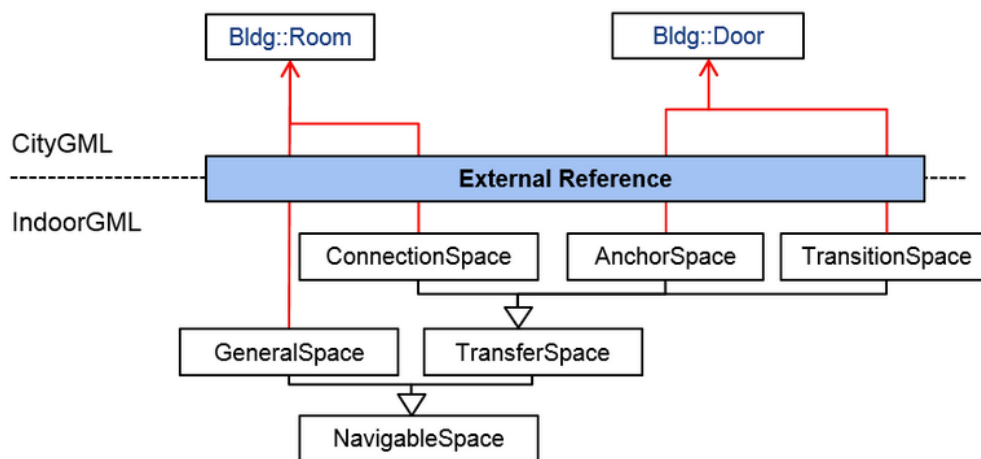 Bldg::Room
Bldg::Door
CityGML
External Reference
IndoorGML
ConnectionSpace
AnchorSpace
TransitionSpace
GeneralSpace
TransferSpace
NavigableSpace